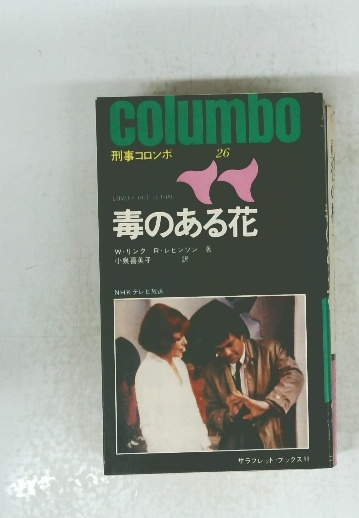 columbo
刑事コロンボ 26
LOVELY BUT LETHAL
毒のある花
W・リンク R・レビンソン 著
小泉喜美子 訳
NHKテレビ放送
サラブレット・ブックス